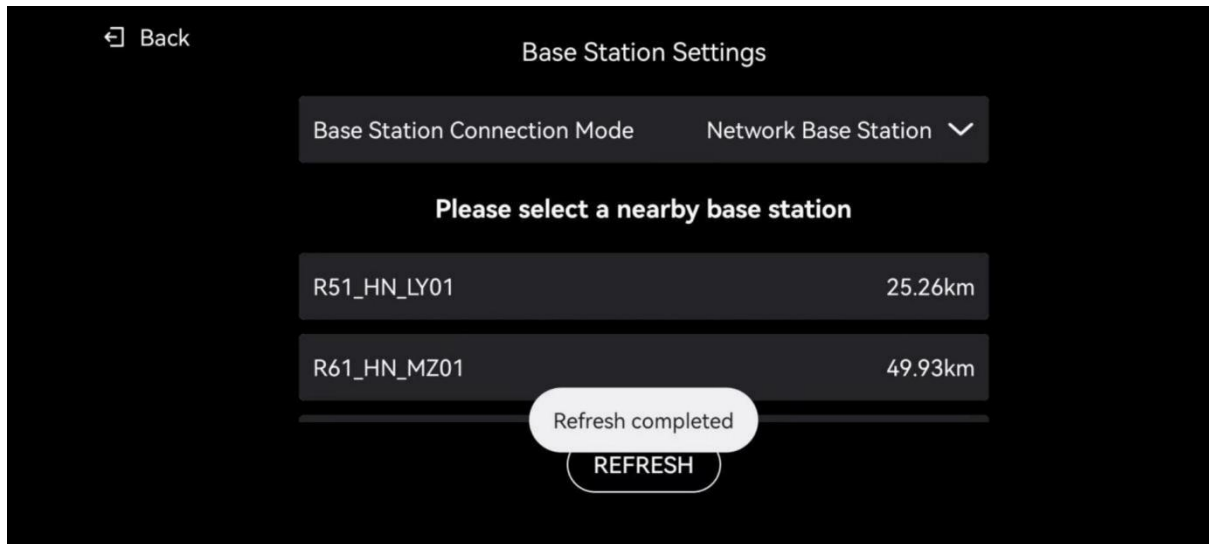 Back
Base Station Settings
Base Station Connection Mode Network Base Station
Please select a nearby base station
R51_HN_LY01 25.26km
R61_HN_MZ01 49.93km
Refresh completed
REFRESH